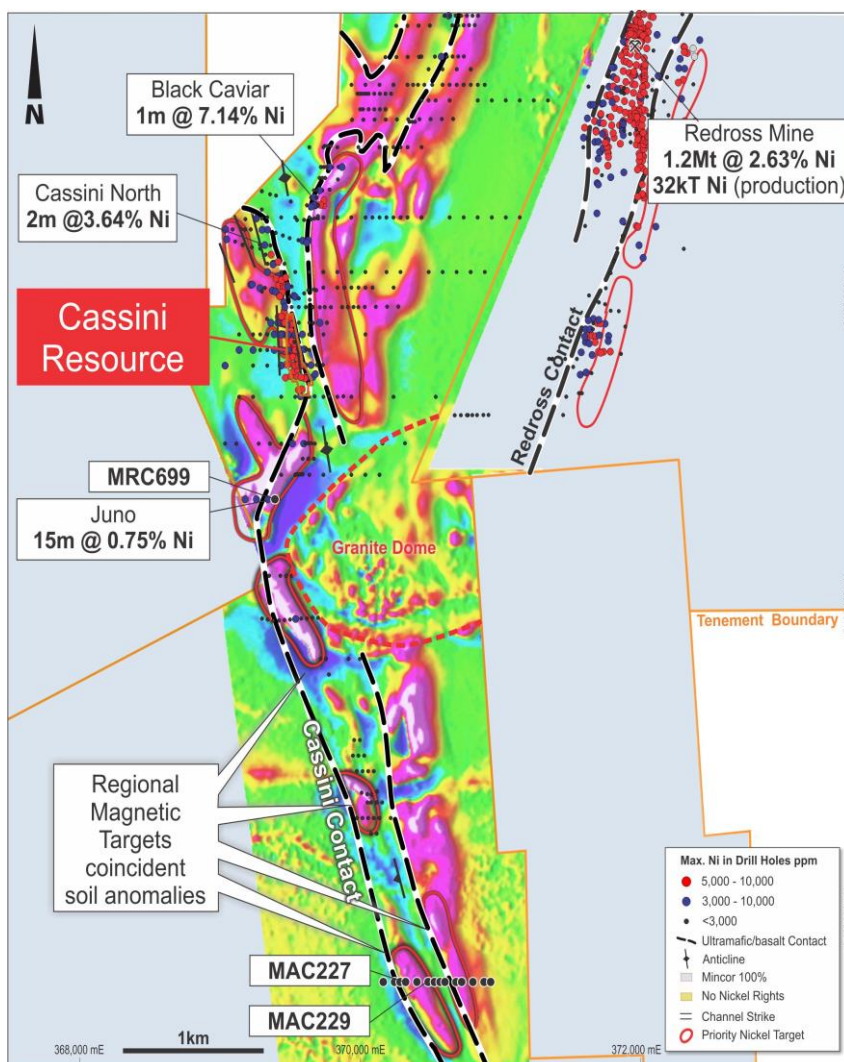 N
Black Caviar
1m @ 7.14% Ni
Cassini North
2m @3.64% Ni
Cassini
Resource
Redross Mine
1.2Mt @ 2.63% Ni
32kT Ni (production)
Redross Contact
MRC699
Juno
15m @ 0.75% Ni
Granite Dome
Tenement Boundary
Cassini Contact
Regional
Magnetic
Targets
coincident
soil anomalies
MAC227
MAC229
Max. Ni in Drill Holes ppm
5,000 - 10,000
3,000 - 10,000
<3,000
Ultramafic/basalt Contact
Anticline
Mincor 100%
No Nickel Rights
Channel Strike
Priority Nickel Target
368,000 mE
1km
370,000 mE
372,000 mE